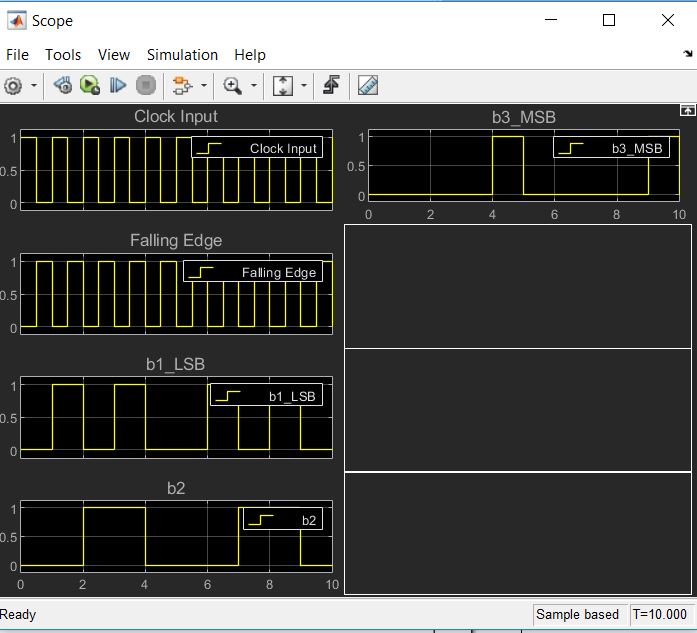 Scope
File Tools View Simulation Help
Clock Input
1
0.5
0
Clock Input
Falling Edge
1
0.5
0
Falling Edge
b1_LSB
1
0.5
0
b1_LSB
b2
1
0.5
0
b2
0 2 4 6 8 10
b3_MSB
1
0.5
0
b3_MSB
0 2 4 6 8 10
Ready
Sample based
T=10.000